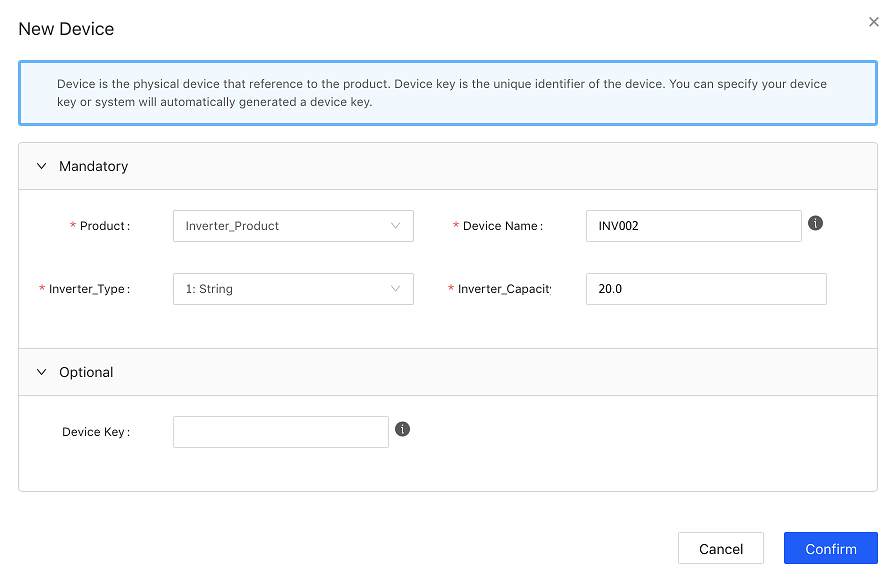 New Device
Device is the physical device that reference to the product. Device key is the unique identifier of the device. You can specify your device
key or system will automatically generated a device key.
Mandatory
* Product : Inverter_Product * Device Name : INV002
* Inverter_Type : 1: String * Inverter_Capacit 20.0
Optional
Device Key :
Cancel Confirm